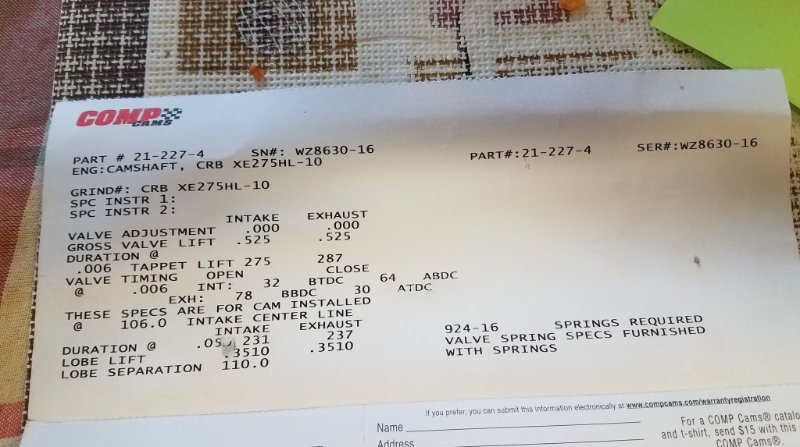 COMP CAMS
PART # 21-227-4 SN#: WZ8630-16 PART#:21-227-4 SER#:WZ8630-16
ENG:CAMSHAFT, CRB XE275HL-10
GRIND#: CRB XE275HL-10
SPC INSTR 1:
SPC INSTR 2:
INTAKE EXHAUST
VALVE ADJUSTMENT .000 .000
GROSS VALVE LIFT .525 .525
DURATION @
.006 TAPPET LIFT 275 287
VALVE TIMING OPEN CLOSE
@ .006 INT: 32 BTDC 64 ABDC
EXH: 78 BBDC 30 ATDC
THESE SPECS ARE FOR CAM INSTALLED
@ 106.0 INTAKE CENTER LINE
INTAKE EXHAUST
DURATION @ .05 231 237
LOBE LIFT .3510 .3510
LOBE SEPARATION 110.0
924-16 SPRINGS REQUIRED
VALVE SPRING SPECS FURNISHED
WITH SPRINGS
If you prefer, you can submit this information electronically at www.compcams.com/warrantyregistration
Name
Address
For a COMP Cams® catalo
and t-shirt, send $15 with this
COMP Cams®.